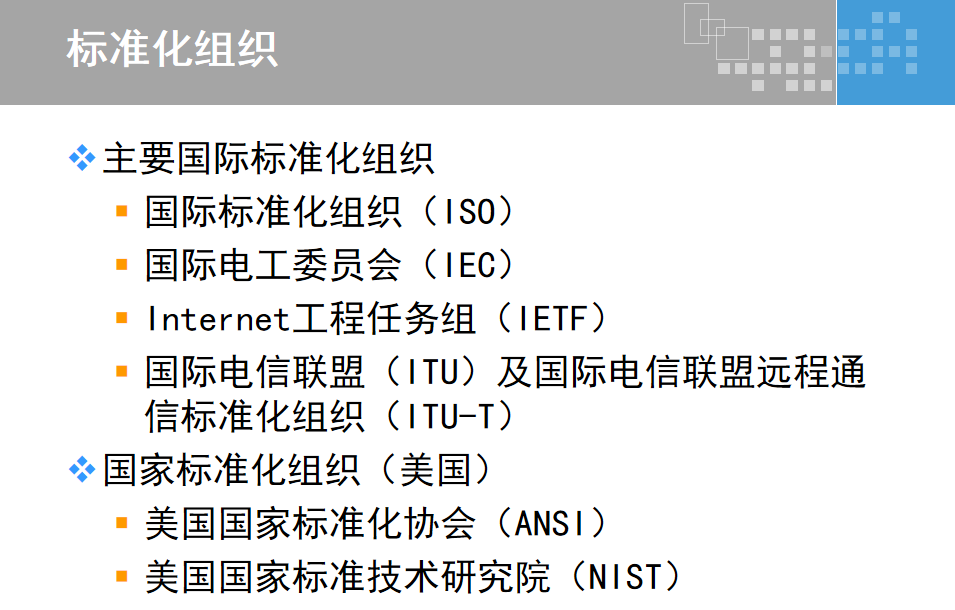 标准化组织
主要国际标准化组织
国际标准化组织（ISO）
国际电工委员会（IEC）
Internet工程任务组（IETF）
国际电信联盟（ITU）及国际电信联盟远程通
信标准化组织（ITU-T）
国家标准化组织（美国）
美国国家标准化协会（ANSI）
美国国家标准技术研究院（NIST）